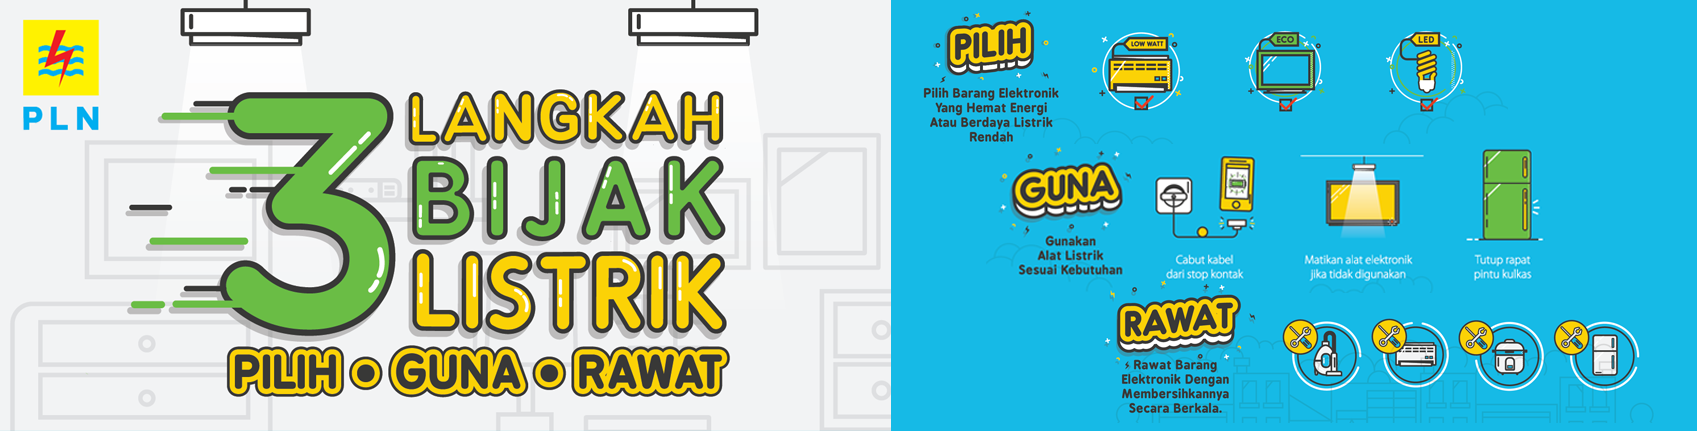 PLN
3
LANGKAH
BIJAK
LISTRIK
PILIH • GUNA • RAWAT
PILIH
Pilih Barang Elektronik
Yang Hemat Energi
Atau Berdaya Listrik
Rendah
LOW WATT
ECO
LED
GUNA
Gunakan
Alat Listrik
Sesuai Kebutuhan
Cabut kabel
dari stop kontak
Matikan alat elektronik
jika tidak digunakan
Tutup rapat
pintu kulkas
RAWAT
Rawat Barang
Elektronik Dengan
Membersihkannya
Secara Berkala.